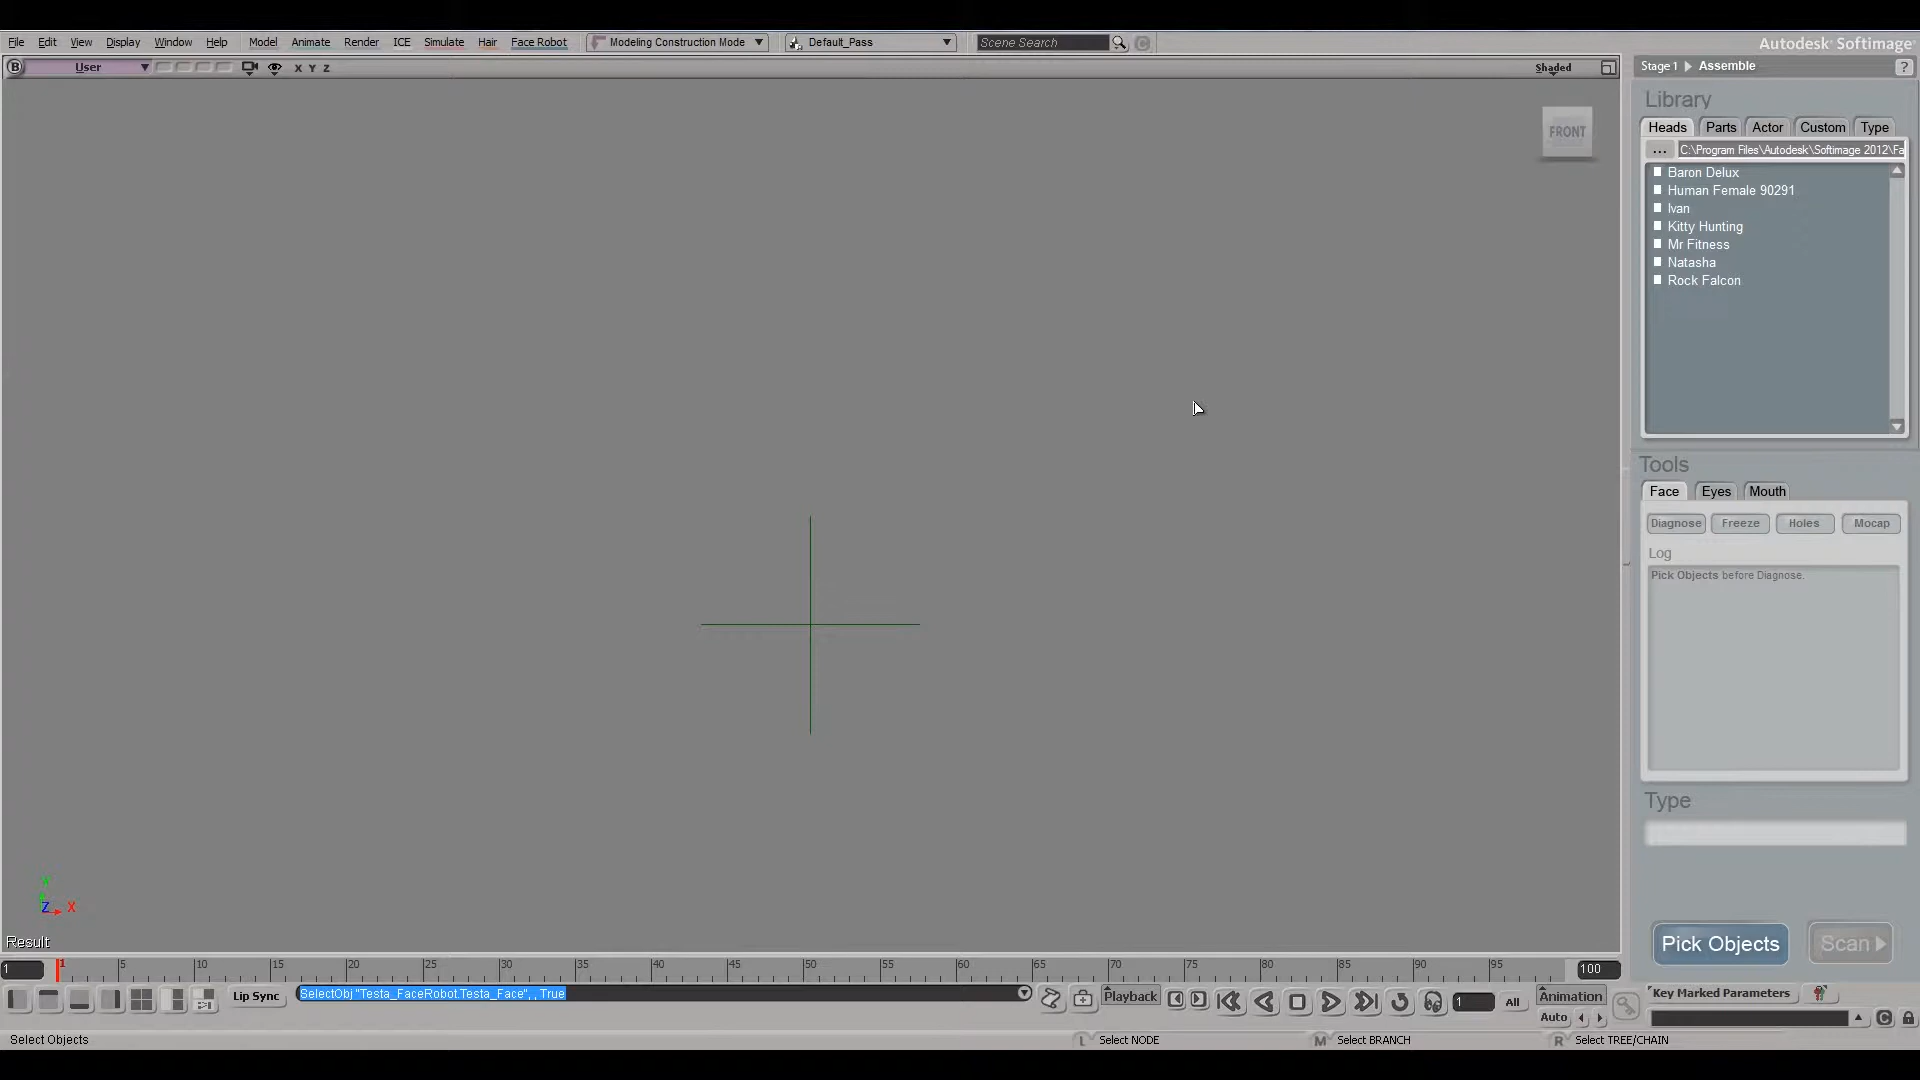 File Edit View Display Window Help Model Animate Render ICE Simulate Hair Face Robot Modeling Construction Mode Default_Pass Scene Search
Autodesk Softimage
B User X Y Z Shaded
Stage 1 Assemble ?
FRONT
Library
Heads Parts Actor Custom Type
... C:\Program Files\Autodesk\Softimage 2012\Fa
Baron Delux
Human Female 90291
Ivan
Kitty Hunting
Mr Fitness
Natasha
Rock Falcon
Tools
Face Eyes Mouth
Diagnose Freeze Holes Mocap
Log
Pick Objects before Diagnose.
Type
Pick Objects Scan
Y
Z X
Result
1 1 5 10 15 20 25 30 35 40 45 50 55 60 65 70 75 80 85 90 95 100
Lip Sync SelectObj "Testa_FaceRobot.Testa_Face", , True Playback 1 All Animation Key Marked Parameters
Auto
Select Objects L Select NODE M Select BRANCH R Select TREE/CHAIN